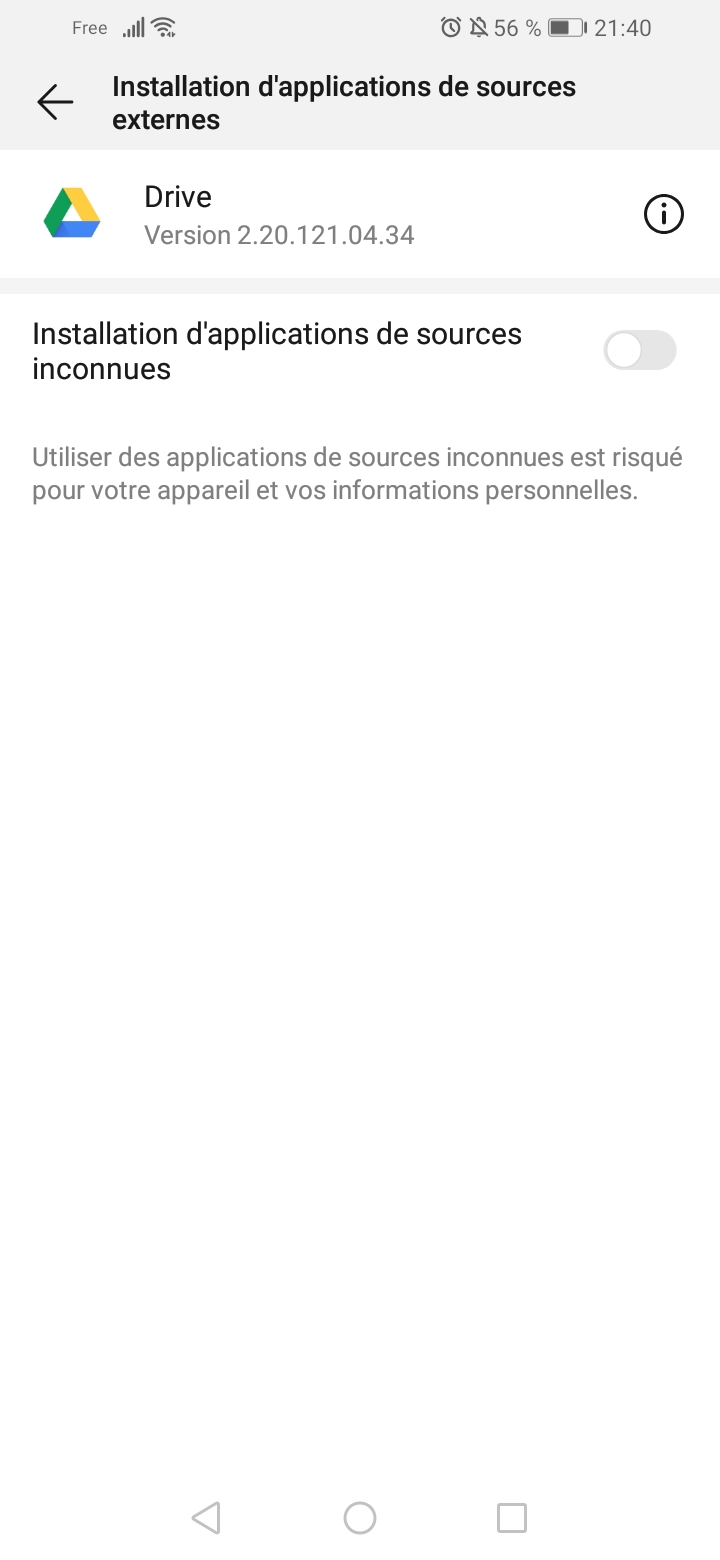 Free 56 % 21:40
Installation d'applications de sources
externes
Drive
Version 2.20.121.04.34
Installation d'applications de sources
inconnues
Utiliser des applications de sources inconnues est risqué
pour votre appareil et vos informations personnelles.